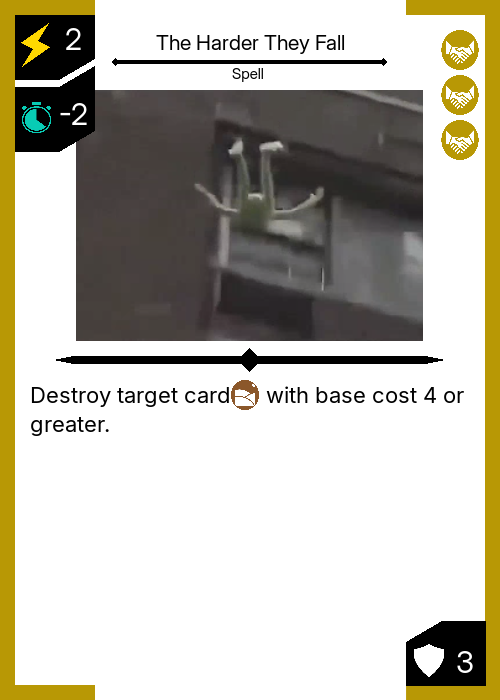 2
The Harder They Fall
Spell
-2
Destroy target card with base cost 4 or
greater.
3